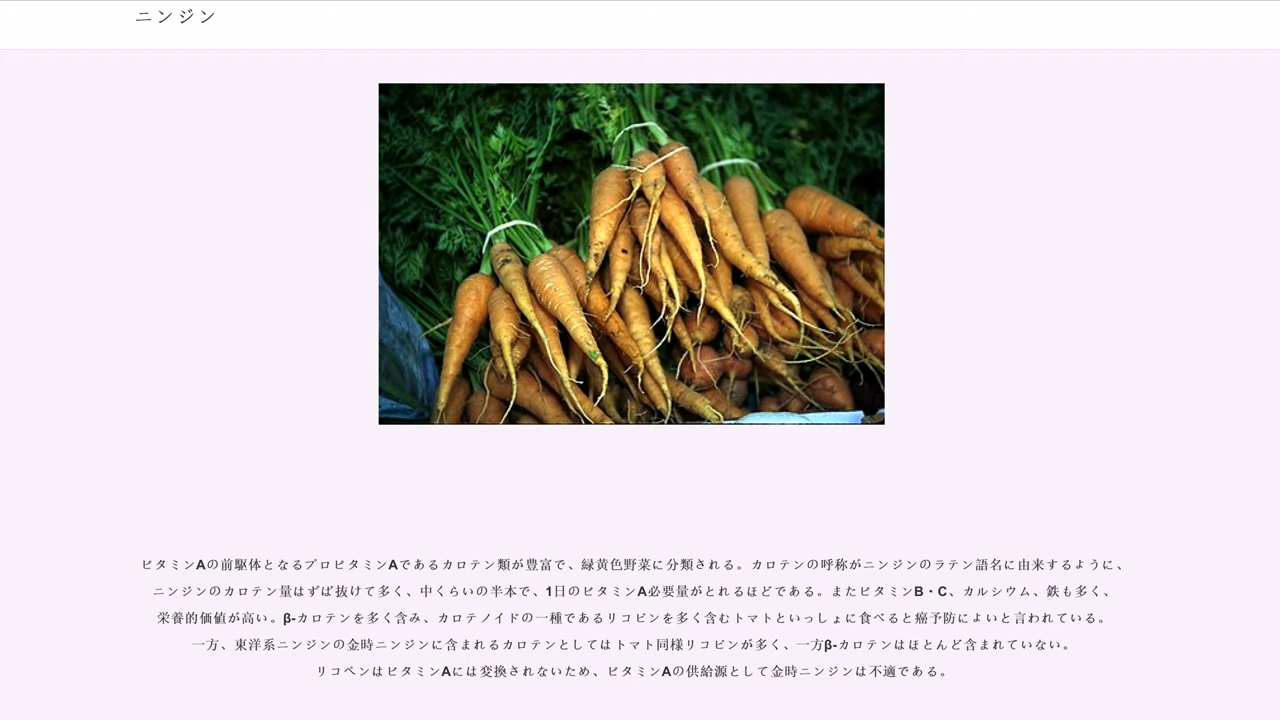 ニンジン
ビタミンAの前駆体となるプロビタミンAであるカロテン類が豊富で、緑黄色野菜に分類される。カロテンの呼称がニンジンのラテン語名に由来するように、
ニンジンのカロテン量はずば抜けて多く、中くらいの半本で、1日のビタミンA必要量がとれるほどである。またビタミンB・C、カルシウム、鉄も多く、
栄養的価値が高い。β-カロテンを多く含み、カロテノイドの一種であるリコピンを多く含むトマトといっしょに食べると癌予防によいと言われている。
一方、東洋系ニンジンの金時ニンジンに含まれるカロテンとしてはトマト同様リコピンが多く、一方β-カロテンはほとんど含まれていない。
リコペンはビタミンAには変換されないため、ビタミンAの供給源として金時ニンジンは不適である。